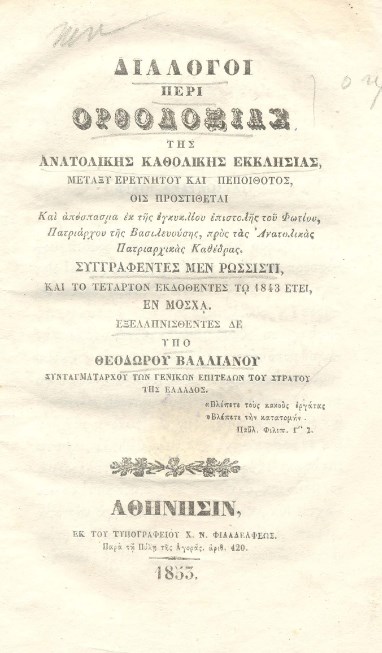 ΔΙΑΛΟΓΟΙ
ΠΕΡΙ
ΟΡΘΟΔΟΞΙΑΣ
ΤΗΣ
ΑΝΑΤΟΛΙΚΗΣ ΚΑΘΟΛΙΚΗΣ ΕΚΚΛΗΣΙΑΣ,
ΜΕΤΑΞΥ ΕΡΕΥΝΗΤΟΥ ΚΑΙ ΠΕΠΟΙΘΟΤΟΣ,
ΟΙΣ ΠΡΟΣΤΙΘΕΤΑΙ
Καὶ ἀπόσπασμα ἐκ τῆς ἐγκυκλίου ἐπιστολῆς τοῦ Φωτίου,
Πατριάρχου τῆς Βασιλευούσης, πρὸς τὰς Ἀνατολικὰς
Πατριαρχικὰς Καθέδρας.
ΣΥΓΓΡΑΦΕΝΤΕΣ ΜΕΝ ΡΩΣΣΙΣΤΙ,
ΚΑΙ ΤΟ ΤΕΤΑΡΤΟΝ ΕΚΔΟΘΕΝΤΕΣ Τῼ 1843 ΕΤΕΙ,
ΕΝ ΜΟΣΧᾼ.
ΕΞΕΛΛΗΝΙΣΘΕΝΤΕΣ ΔΕ
ΥΠΟ
ΘΕΟΔΩΡΟΥ ΒΑΛΛΙΑΝΟΥ
ΣΥΝΤΑΓΜΑΤΑΡΧΟΥ ΤΩΝ ΓΕΝΙΚΩΝ ΕΠΙΤΕΛΩΝ ΤΟΥ ΣΤΡΑΤΟΥ
ΤΗΣ ΕΛΛΑΔΟΣ.
«Βλέπετε τοὺς κακοὺς ἐργάτας
»Βλέπετε τὴν κατατομήν.
Παῦλ. Φιλιπ. Γ′ 2.
ΑΘΗΝΗΣΙΝ,
ΕΚ ΤΟΥ ΤΥΠΟΓΡΑΦΕΙΟΥ Χ. Ν. ΦΙΛΑΔΕΛΦΕΩΣ.
Παρὰ τῇ Πύλῃ τῆς Ἀγορᾶς, ἀριθ. 420.
1853.